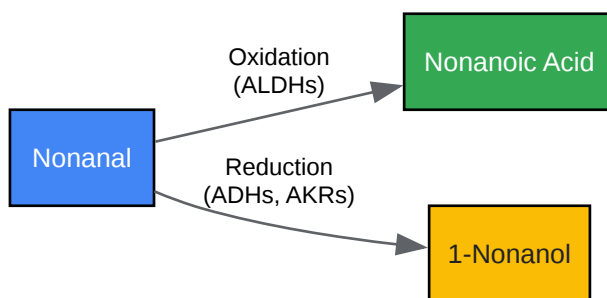 Oxidation
(ALDHs)
Nonanoic Acid
Nonanal
Reduction
(ADHs, AKRs)
1-Nonanol